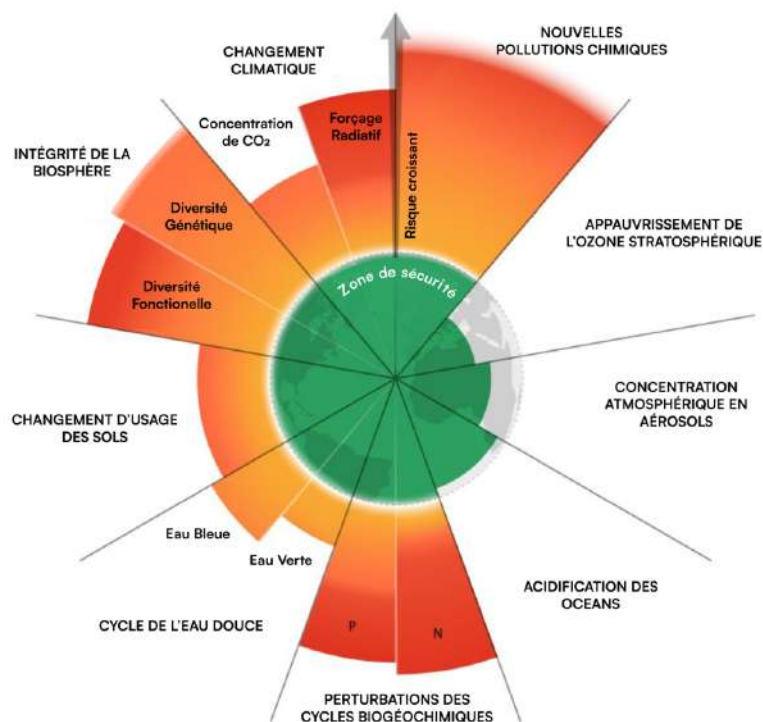 NOUVELLES
POLLUTIONS CHIMIQUES
CHANGEMENT
CLIMATIQUE
Concentration
de CO₂
Forçage
Radiatif
Risque croissant
INTÉGRITÉ DE LA
BIOSPHÈRE
Diversité
Génétique
Diversité
Fonctionelle
APPAUVRISSEMENT DE
L'OZONE STRATOSPHÉRIQUE
Zone de sécurité
CONCENTRATION
ATMOSPHÉRIQUE EN
AÉROSOLS
CHANGEMENT D'USAGE
DES SOLS
Eau Bleue
Eau Verte
ACIDIFICATION DES
OCEANS
CYCLE DE L'EAU DOUCE
P
N
PERTURBATIONS DES
CYCLES BIOGÉOCHIMIQUES